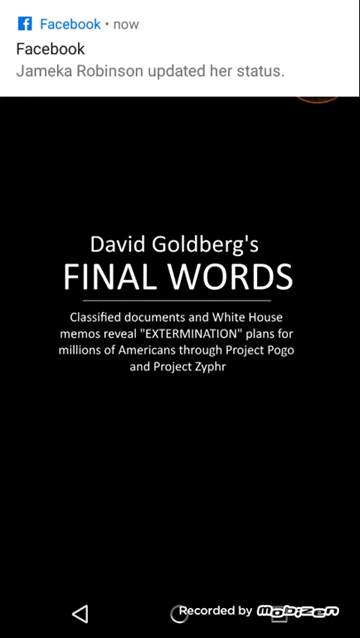 Facebook • now
Facebook
Jameka Robinson updated her status.
David Goldberg's
FINAL WORDS
Classified documents and White House
memos reveal "EXTERMINATION" plans for
millions of Americans through Project Pogo
and Project Zyphr
Recorded by mobizen